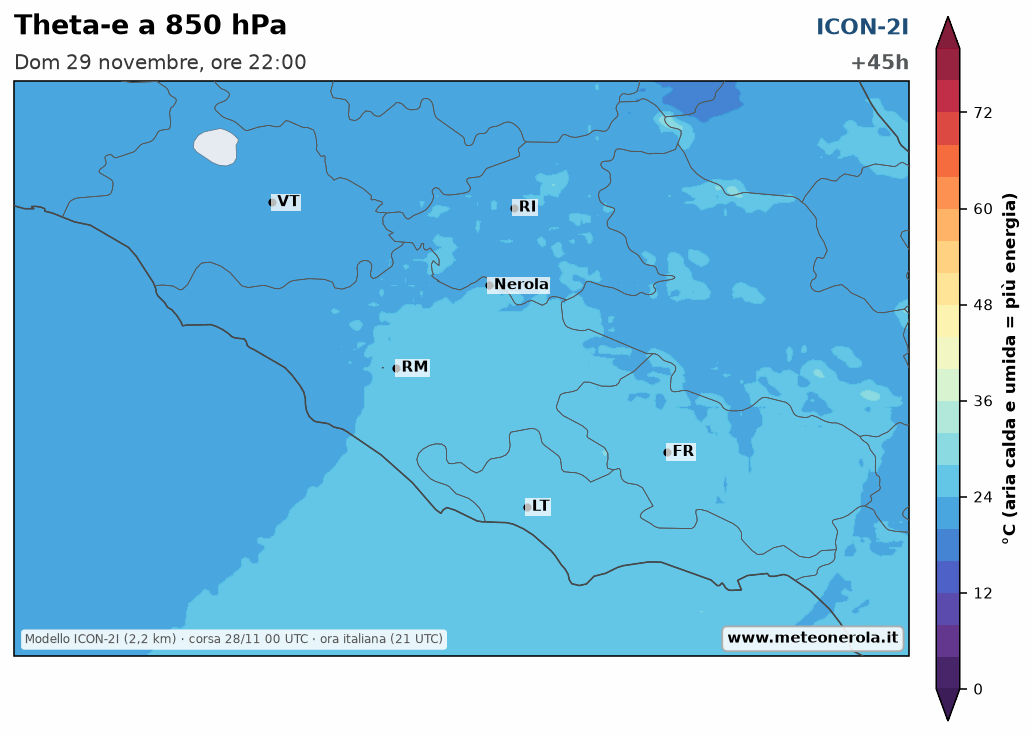 Theta-e a 850 hPa
ICON-2I
Dom 29 novembre, ore 22:00
+45h
VT
RI
Nerola
RM
FR
LT
Modello ICON-2I (2,2 km) · corsa 28/11 00 UTC · ora italiana (21 UTC)
www.meteonerola.it
72
60
48
36
24
12
0
°C (aria calda e umida = più energia)